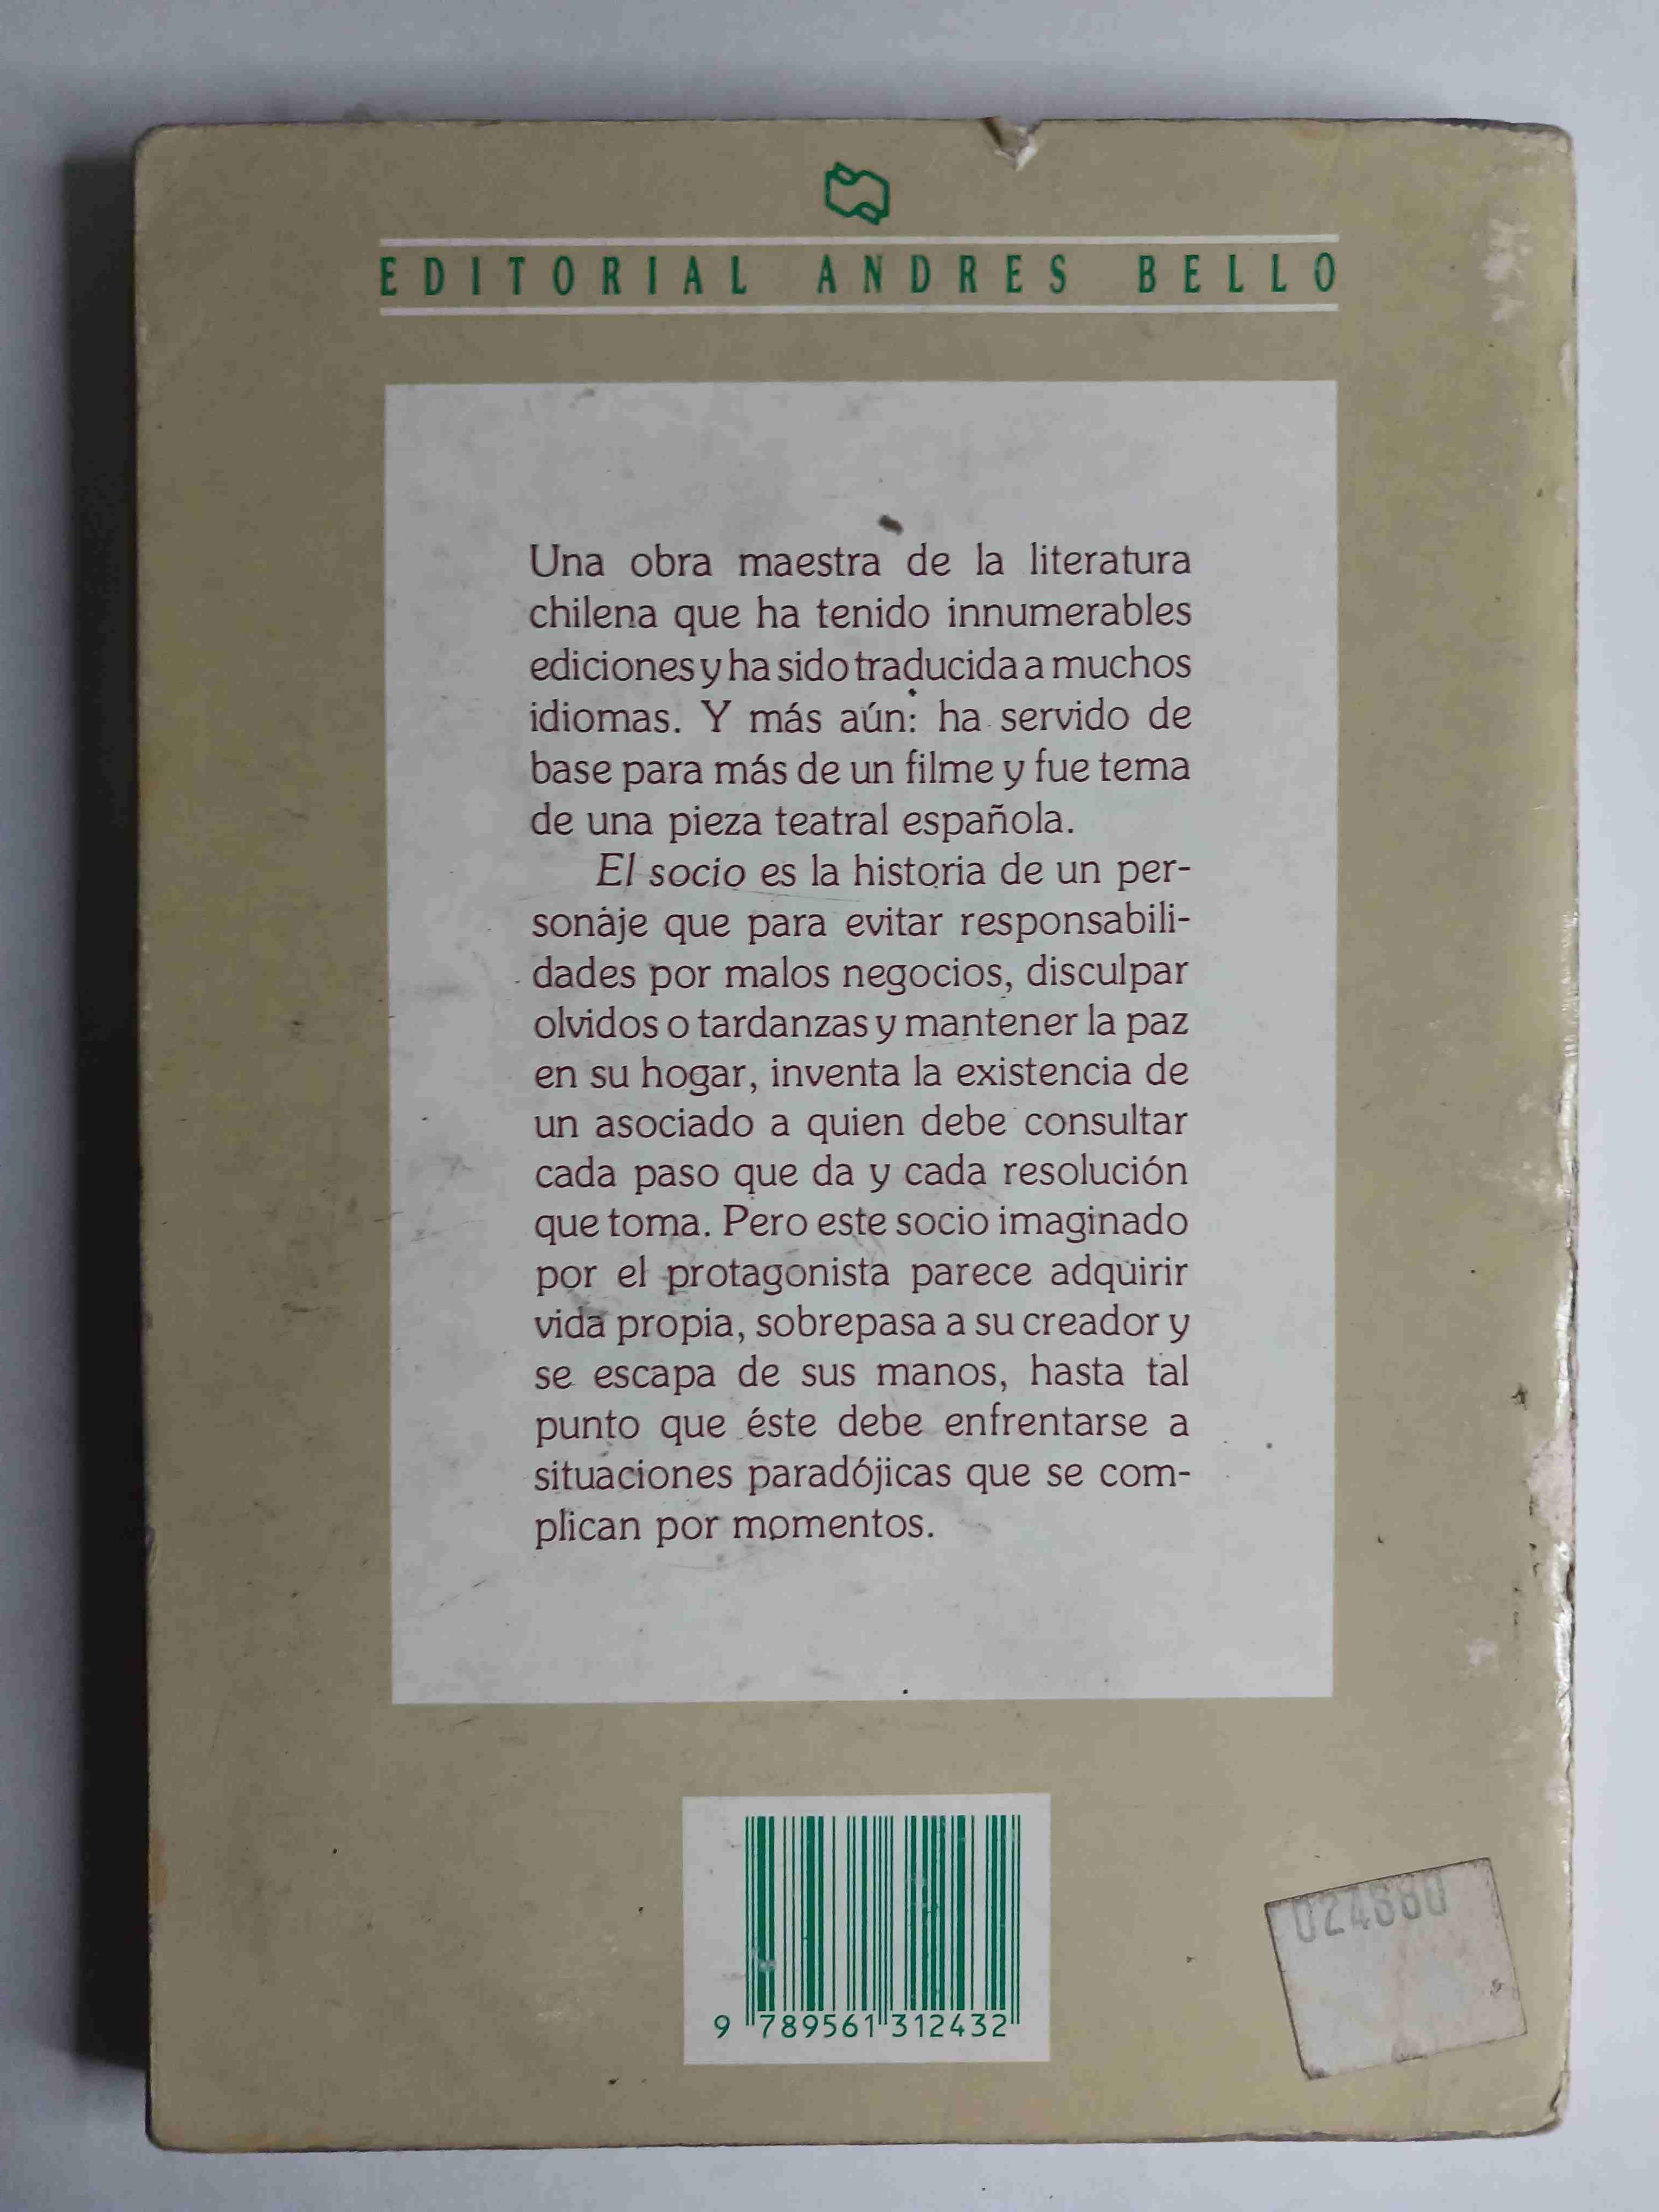 EDITORIAL ANDRES BELLO
Una obra maestra de la literatura
chilena que ha tenido innumerables
ediciones y ha sido traducida a muchos
idiomas. Y más aún: ha servido de
base para más de un filme y fue tema
de una pieza teatral española.
El socio es la historia de un per-
sonaje que para evitar responsabili-
dades por malos negocios, disculpar
olvidos o tardanzas y mantener la paz
en su hogar, inventa la existencia de
un asociado a quien debe consultar
cada paso que da y cada resolución
que toma. Pero este socio imaginado
por el protagonista parece adquirir
vida propia, sobrepasa a su creador y
se escapa de sus manos, hasta tal
punto que éste debe enfrentarse a
situaciones paradójicas que se com-
plican por momentos.
9 789561 312432